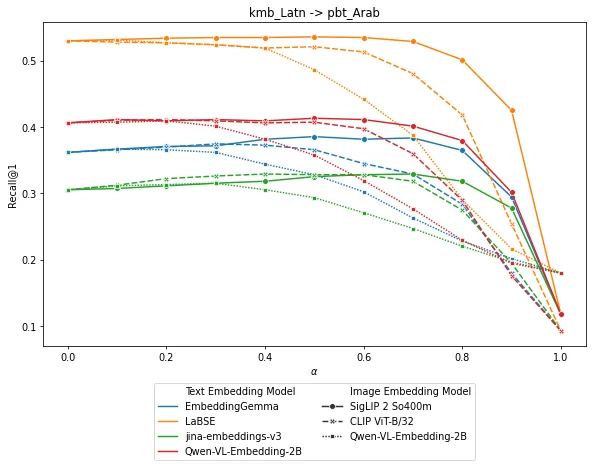 kmb_Latn -> pbt_Arab
Recall@1
0.5
0.4
0.3
0.2
0.1
0.0 0.2 0.4 0.6 0.8 1.0
α
Text Embedding Model Image Embedding Model
EmbeddingGemma SigLIP 2 So400m
LaBSE CLIP ViT-B/32
jina-embeddings-v3 Qwen-VL-Embedding-2B
Qwen-VL-Embedding-2B